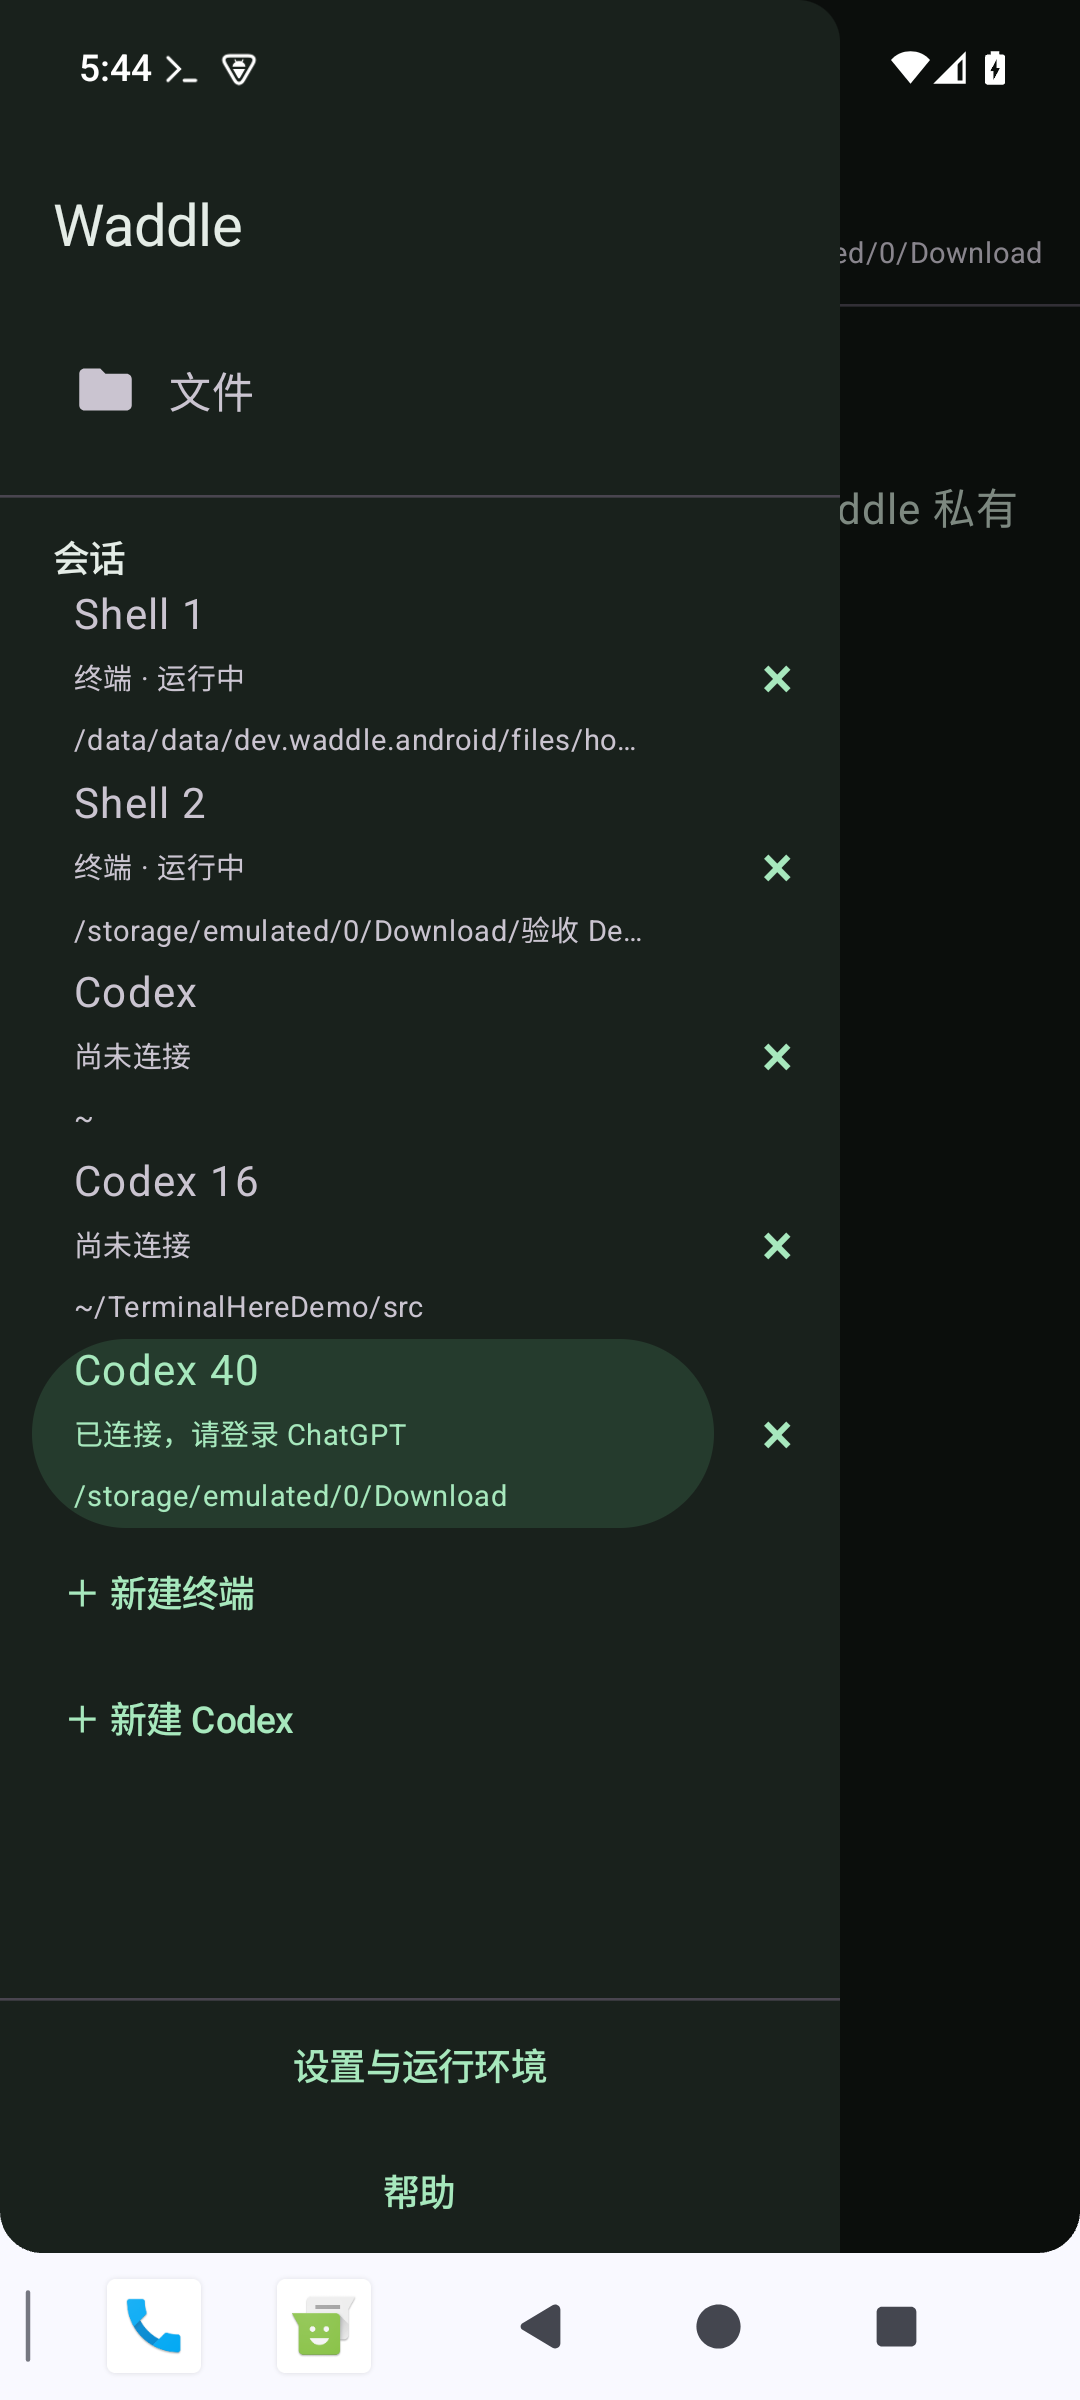 5:44
Waddle
ed/0/Download
文件
ddle 私有
会话
Shell 1
终端 · 运行中
/data/data/dev.waddle.android/files/ho…
Shell 2
终端 · 运行中
/storage/emulated/0/Download/验收 De…
Codex
尚未连接
~
Codex 16
尚未连接
~/TerminalHereDemo/src
Codex 40
已连接，请登录 ChatGPT
/storage/emulated/0/Download
+ 新建终端
+ 新建 Codex
设置与运行环境
帮助